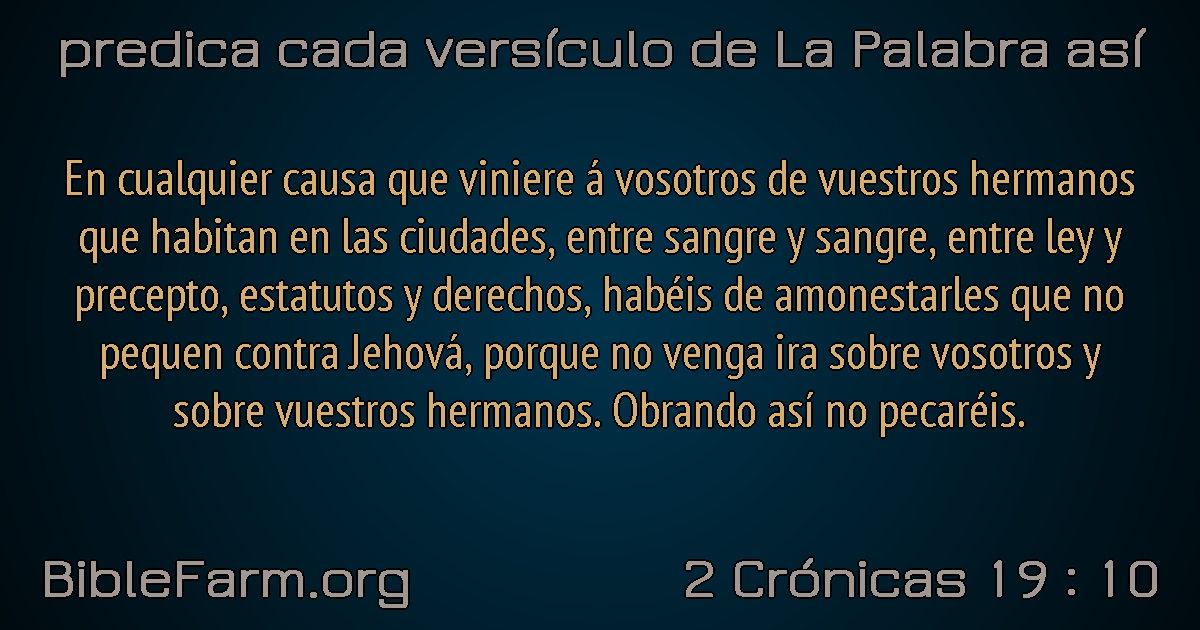 predica cada versículo de La Palabra así
En cualquier causa que viniere á vosotros de vuestros hermanos
que habitan en las ciudades, entre sangre y sangre, entre ley y
precepto, estatutos y derechos, habéis de amonestarles que no
pequen contra Jehová, porque no venga ira sobre vosotros y
sobre vuestros hermanos. Obrando así no pecaréis.
BibleFarm.org
2 Crónicas 19 : 10